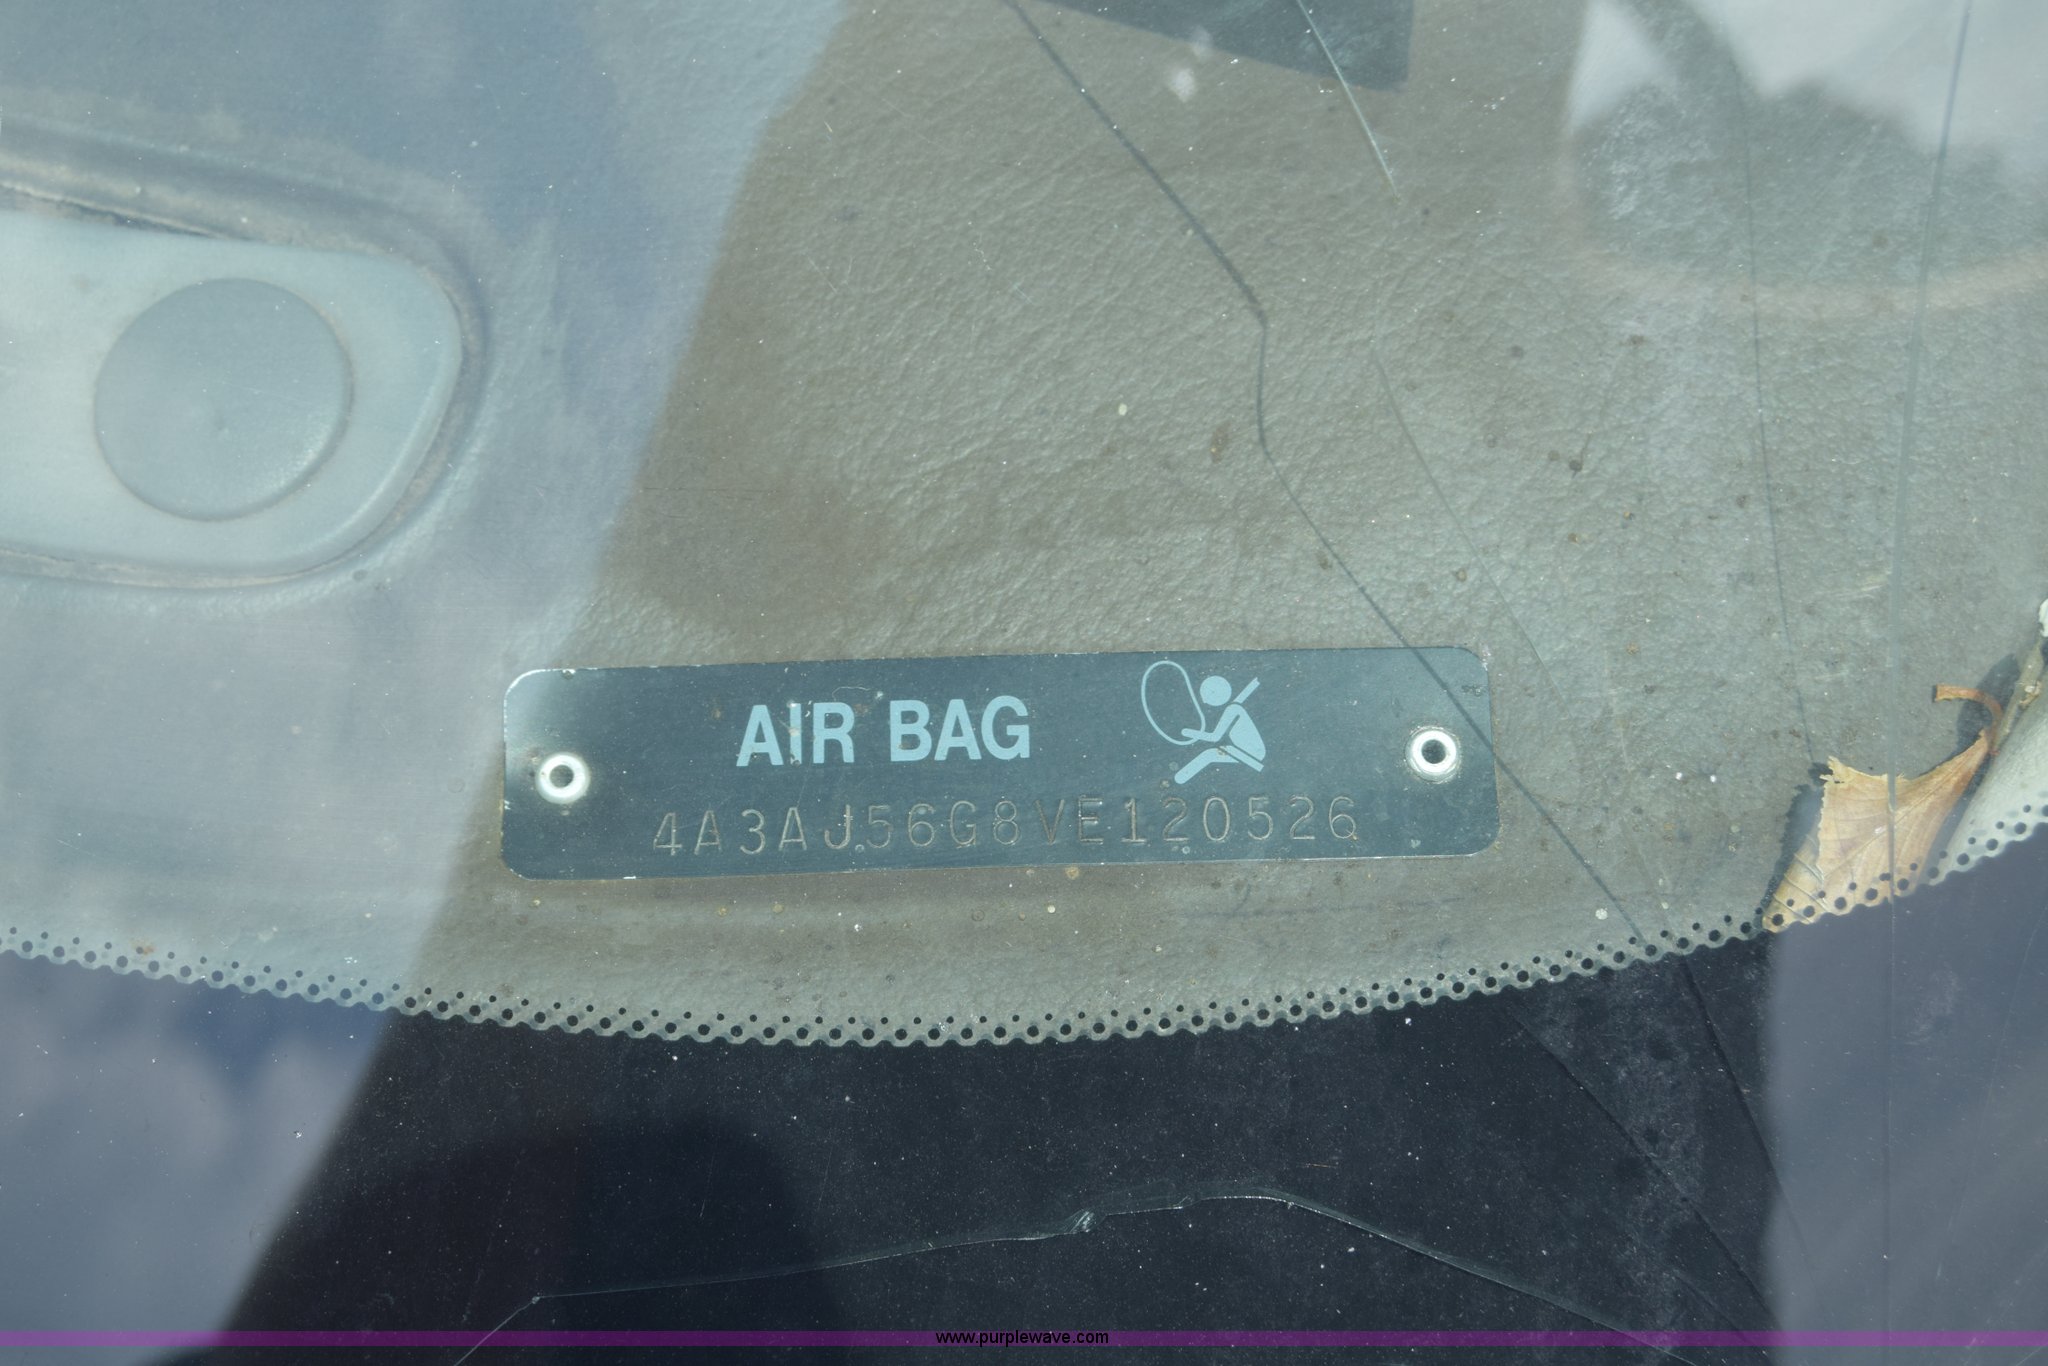 AIR BAG
4A3AJ56G8VE120526
www.purplewave.com